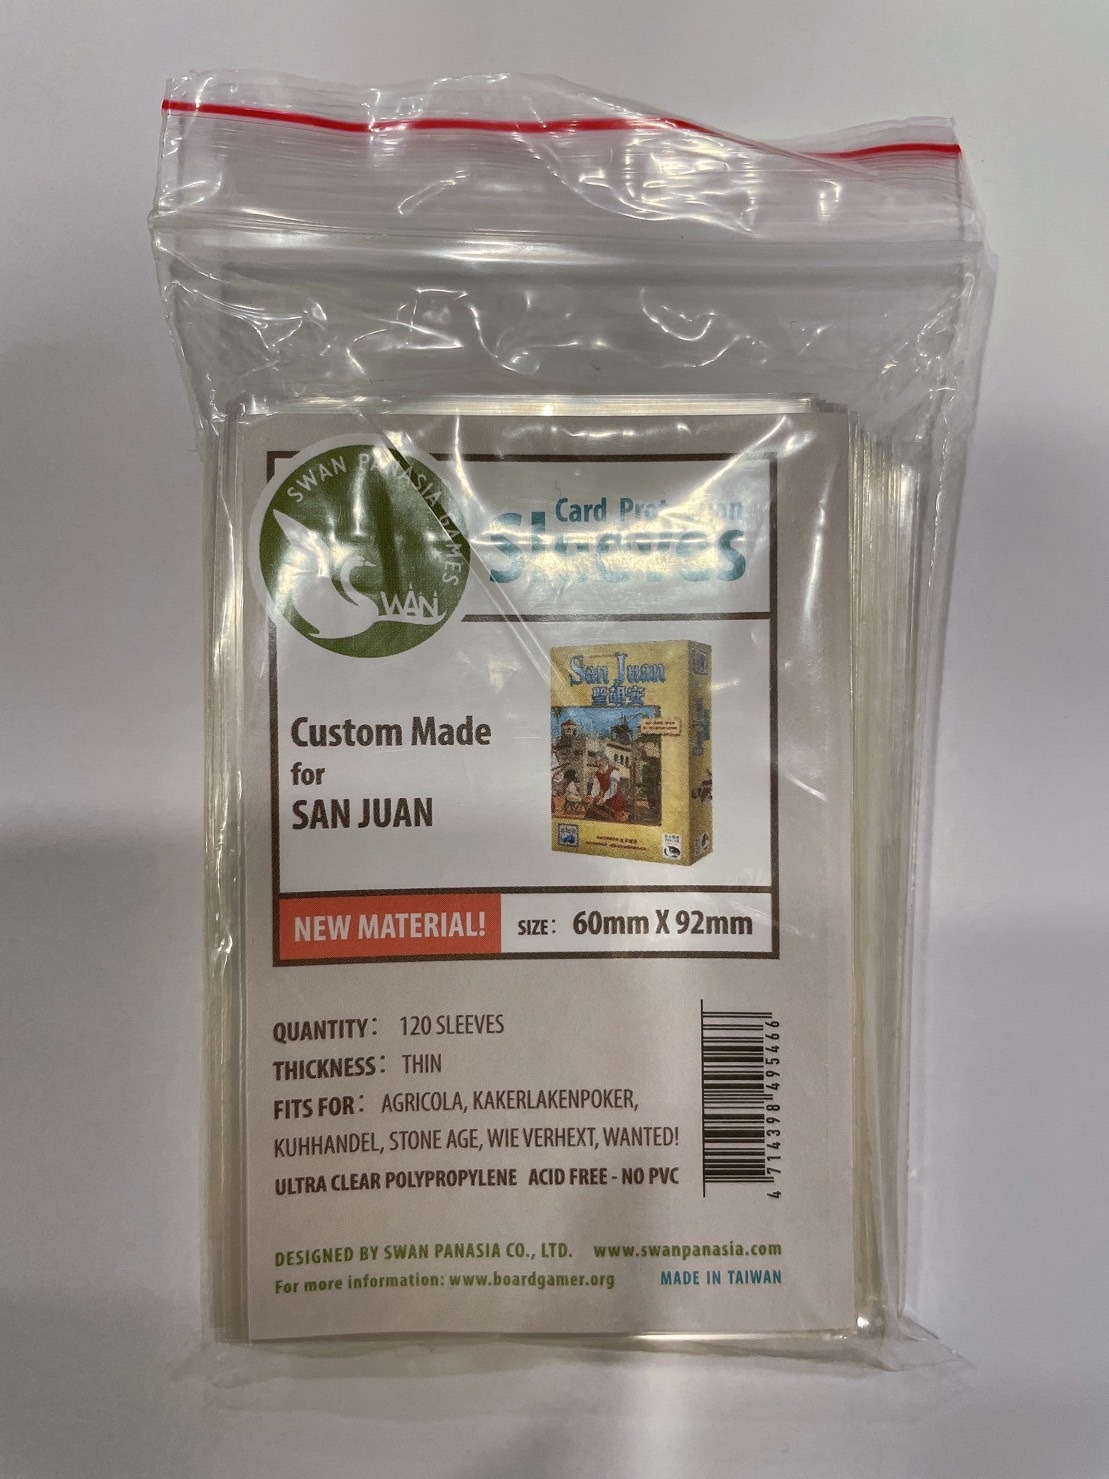 SWAN PANASIA GAMES
SWAN
Card Protection
Sleeves
San Juan
聖胡安
Custom Made
for
SAN JUAN
NEW MATERIAL!
SIZE: 60mm X 92mm
QUANTITY: 120 SLEEVES
THICKNESS: THIN
FITS FOR: AGRICOLA, KAKERLAKENPOKER,
KUHHANDEL, STONE AGE, WIE VERHEXT, WANTED!
ULTRA CLEAR POLYPROPYLENE ACID FREE - NO PVC
4 714398 495466
DESIGNED BY SWAN PANASIA CO., LTD. www.swanpanasia.com
For more information: www.boardgamer.org MADE IN TAIWAN